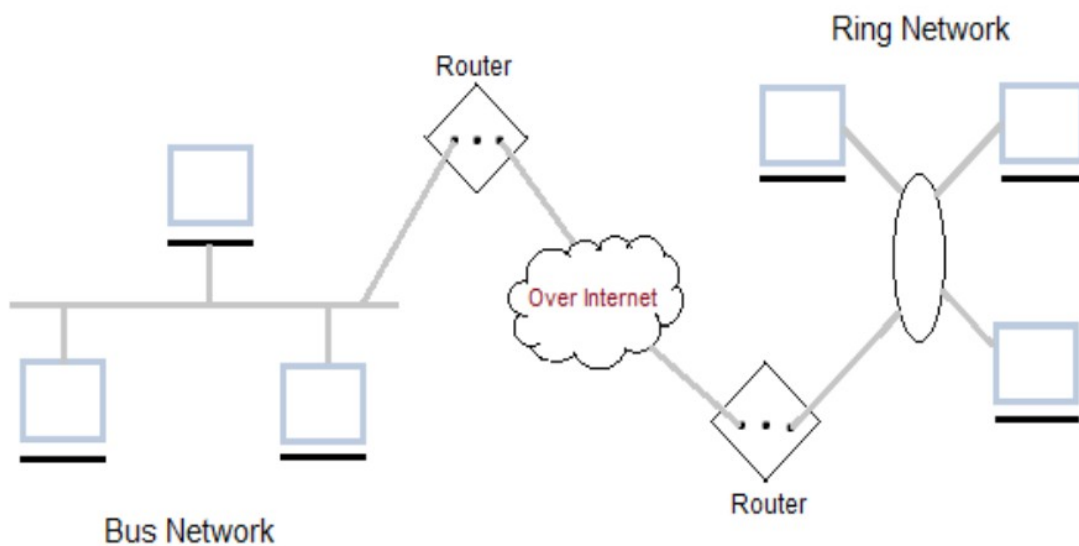 Ring Network
Router
Over Internet
Router
Bus Network